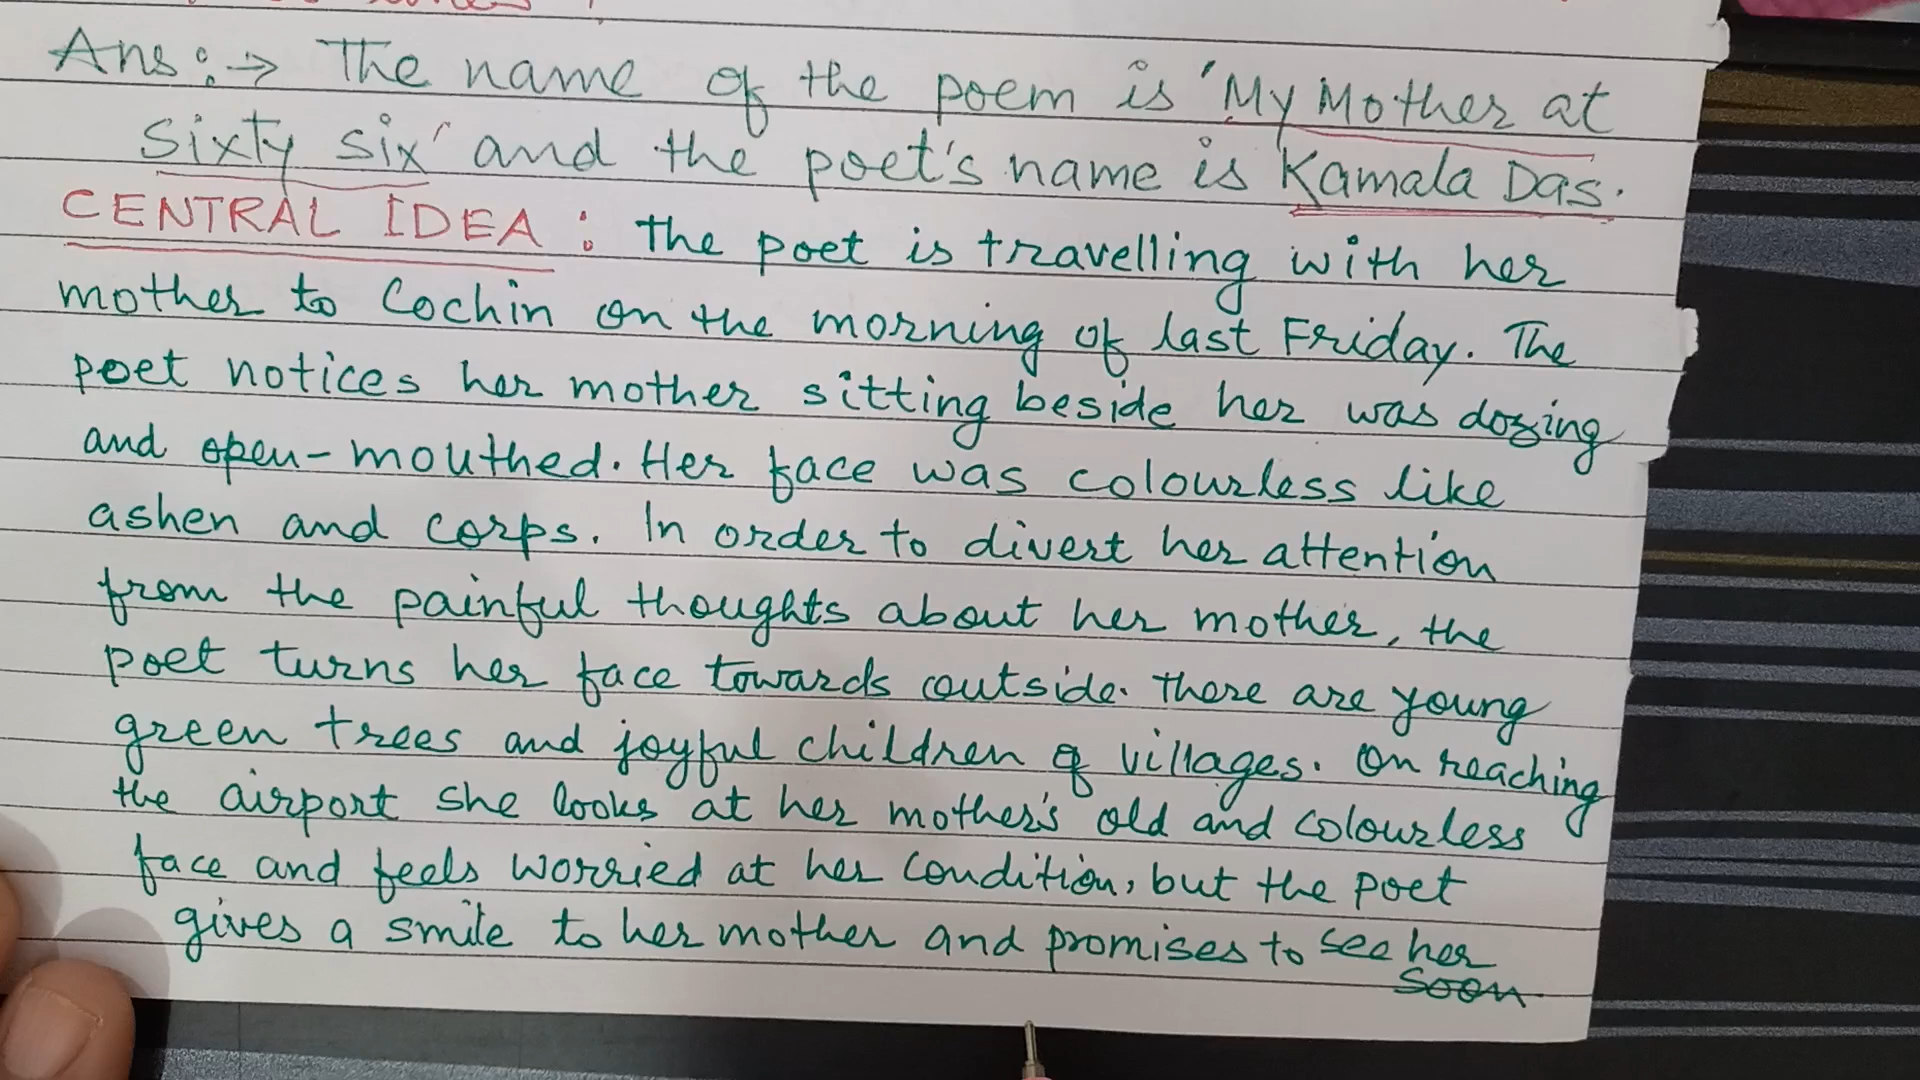 Ans:→ The name of the poem is 'My Mother at
Sixty six' and the poet's name is Kamala Das.
CENTRAL IDEA : The poet is travelling with her
mother to Cochin on the morning of last Friday. The
poet notices her mother sitting beside her was dozing
and open-mouthed. Her face was colourless like
ashen and corps. In order to divert her attention
from the painful thoughts about her mother, the
poet turns her face towards outside. There are young
green trees and joyful children of villages. On reaching
the airport she looks at her mother's old and colourless
face and feels worried at her condition, but the poet
gives a smile to her mother and promises to see her
soon